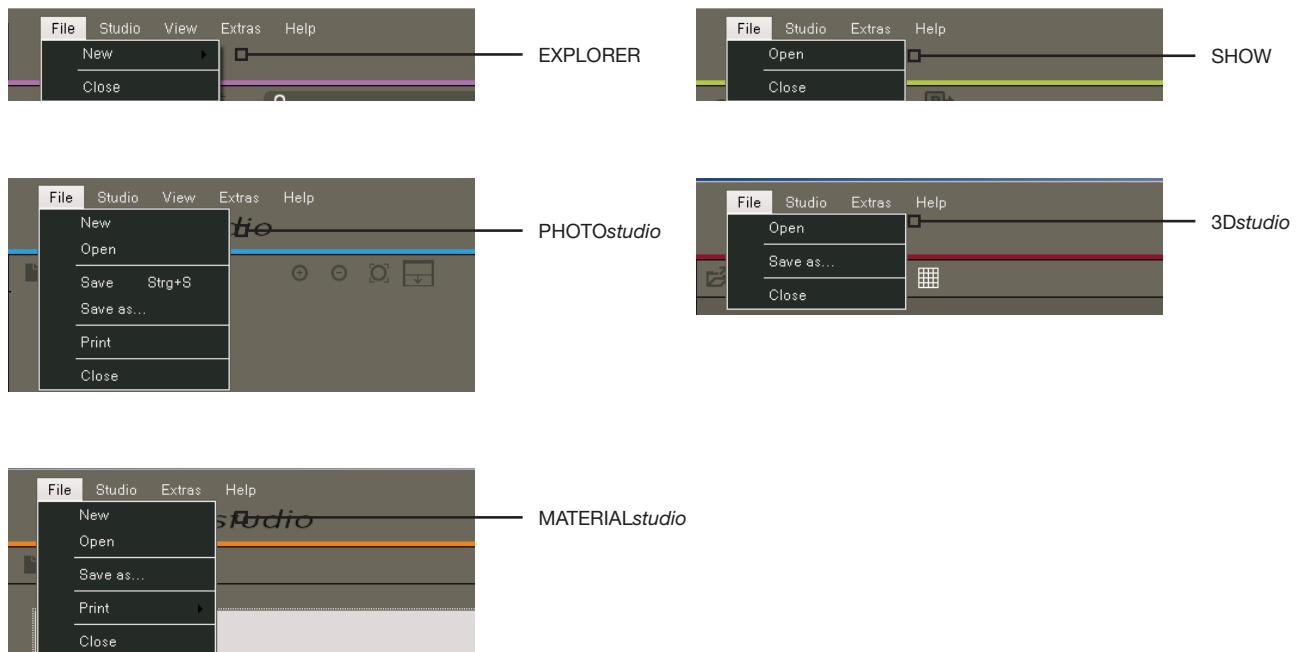 File Studio View Extras Help
New
Close
EXPLORER
File Studio Extras Help
Open
Close
SHOW
File Studio View Extras Help
New
Open
Save Strg+S
Save as...
Print
Close
PHOTOstudio
File Studio Extras Help
Open
Save as...
Close
3Dstudio
File Studio Extras Help
studio
New
Open
Save as...
Print
Close
MATERIALstudio